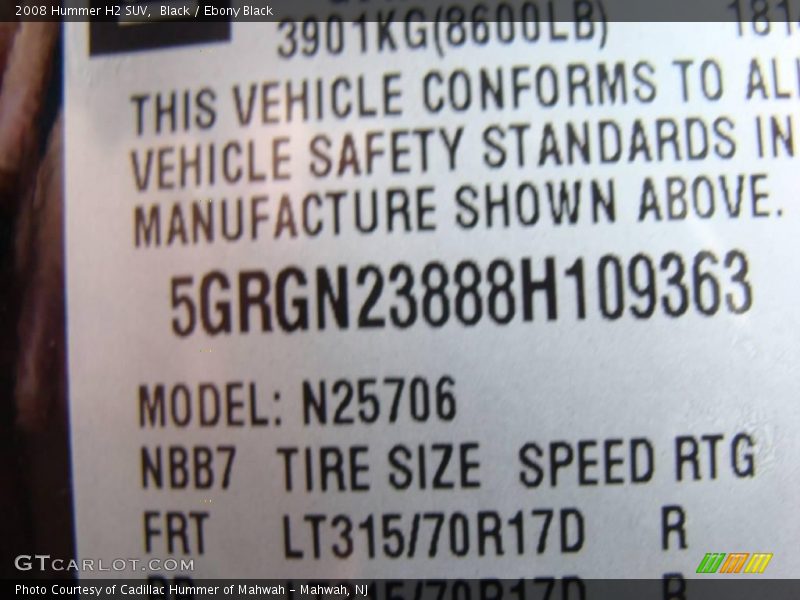 2008 Hummer H2 SUV, Black / Ebony Black
3901KG(8600LB)
THIS VEHICLE CONFORMS TO ALL
VEHICLE SAFETY STANDARDS IN
MANUFACTURE SHOWN ABOVE.
5GRGN23888H109363
MODEL: N25706
NBB7 TIRE SIZE SPEED RTG
FRT LT315/70R17D R
GTCARLOT.COM
Photo Courtesy of Cadillac Hummer of Mahwah - Mahwah, NJ